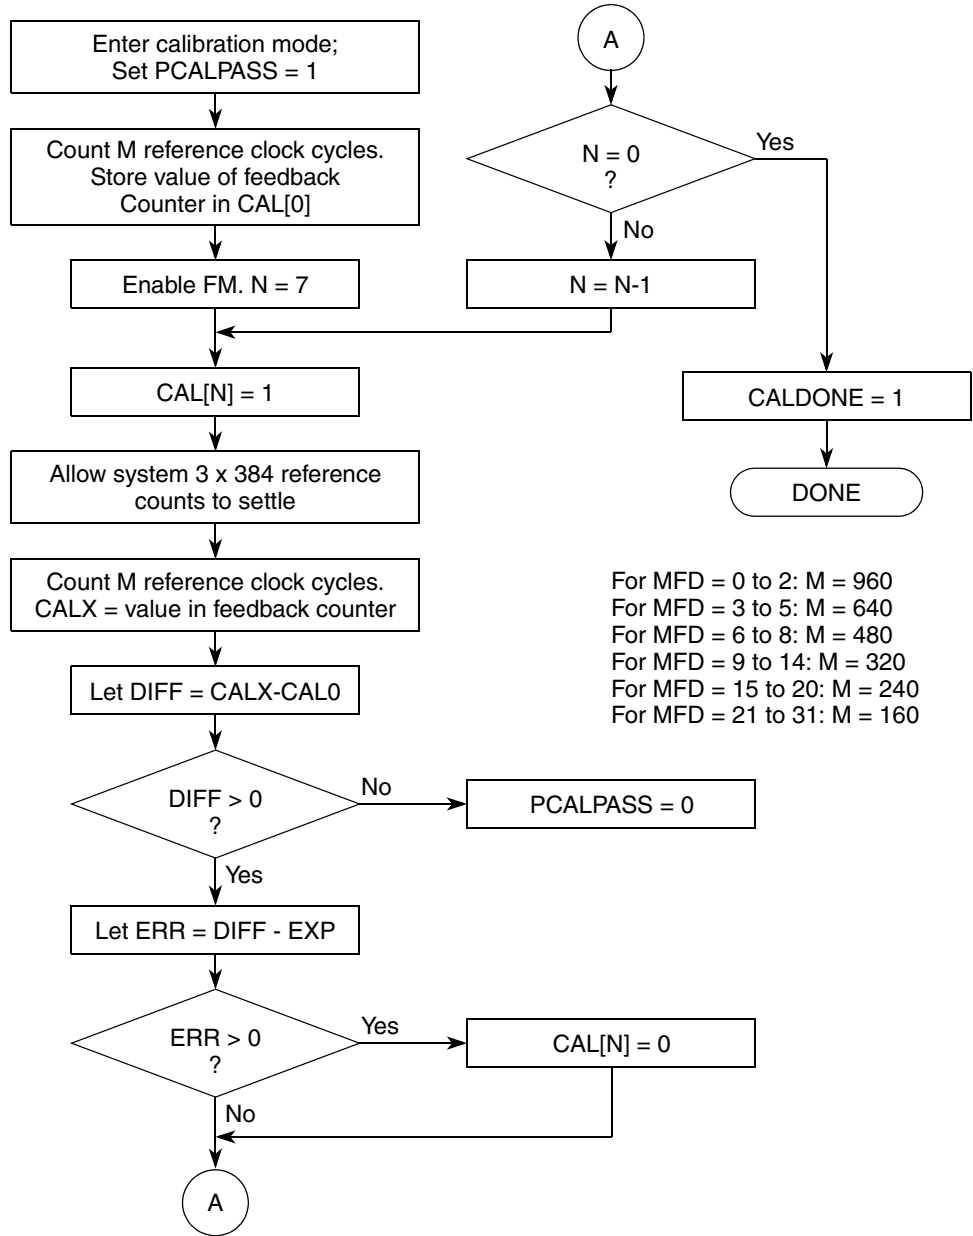 Enter calibration mode;
Set PCALPASS = 1
Count M reference clock cycles.
Store value of feedback
Counter in CAL[0]
Enable FM. N = 7
CAL[N] = 1
Allow system 3 x 384 reference
counts to settle
Count M reference clock cycles.
CALX = value in feedback counter
Let DIFF = CALX-CAL0
DIFF > 0
?
No
PCALPASS = 0
Yes
Let ERR = DIFF - EXP
ERR > 0
?
Yes
CAL[N] = 0
No
A
A
N = 0
?
Yes
No
N = N-1
CALDONE = 1
DONE
For MFD = 0 to 2: M = 960
For MFD = 3 to 5: M = 640
For MFD = 6 to 8: M = 480
For MFD = 9 to 14: M = 320
For MFD = 15 to 20: M = 240
For MFD = 21 to 31: M = 160